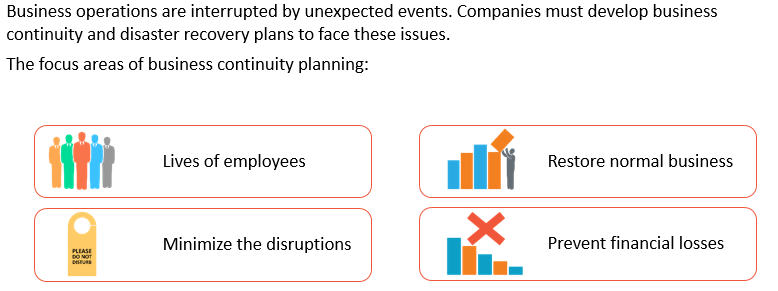 Business operations are interrupted by unexpected events. Companies must develop business
continuity and disaster recovery plans to face these issues.
The focus areas of business continuity planning:
Lives of employees
Restore normal business
PLEASE
DO NOT
DISTURB
Minimize the disruptions
Prevent financial losses